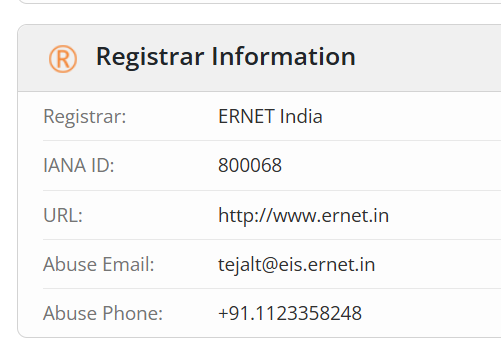 ® Registrar Information
Registrar: ERNET India
IANA ID: 800068
URL: http://www.ernet.in
Abuse Email: tejalt@eis.ernet.in
Abuse Phone: +91.1123358248